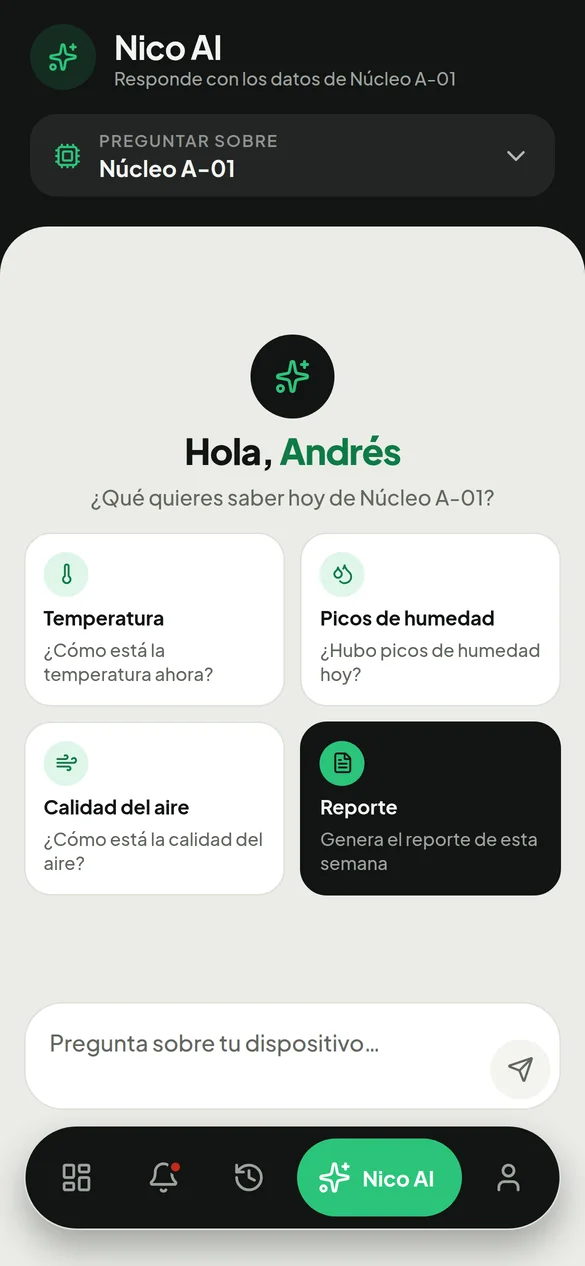 Nico AI
Responde con los datos de Núcleo A-01
PREGUNTAR SOBRE
Núcleo A-01
Hola, Andrés
¿Qué quieres saber hoy de Núcleo A-01?
Temperatura
¿Cómo está la
temperatura ahora?
Picos de humedad
¿Hubo picos de humedad
hoy?
Calidad del aire
¿Cómo está la calidad del
aire?
Reporte
Genera el reporte de esta
semana
Pregunta sobre tu dispositivo...
Nico AI